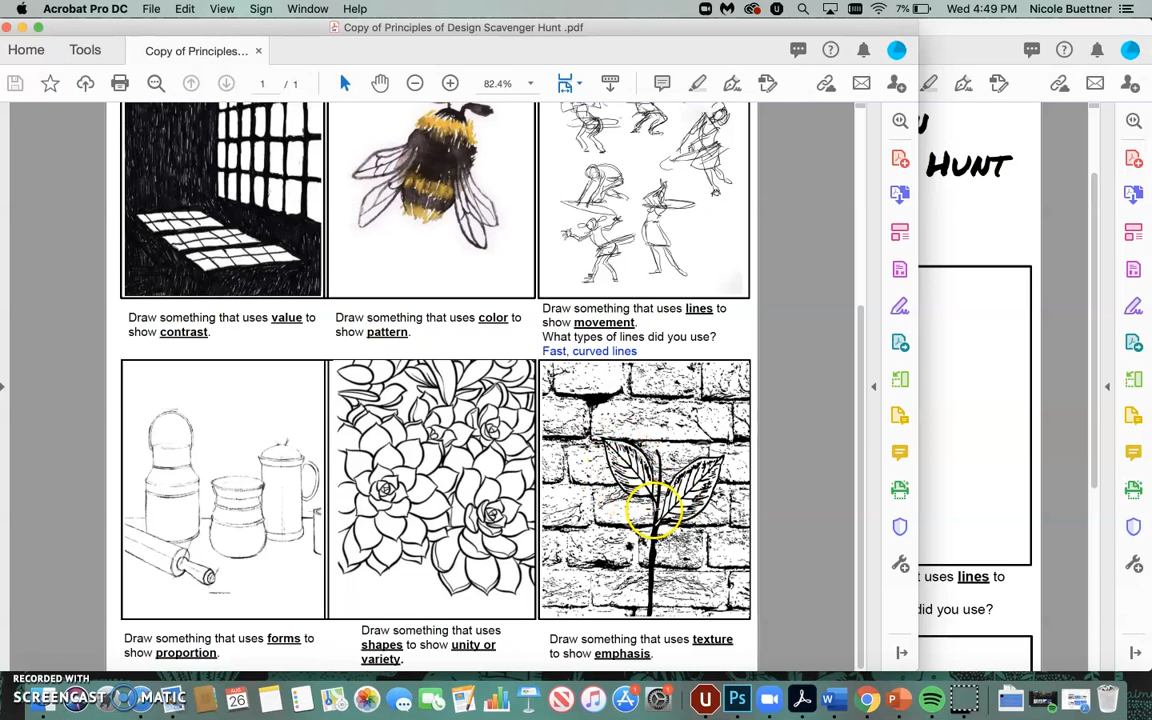 Acrobat Pro DC File Edit View Sign Window Help 7% Wed 4:49 PM Nicole Buettner
Copy of Principles of Design Scavenger Hunt .pdf
Home Tools Copy of Principles... ×
1 / 1 82.4%
HUNT
Draw something that uses value to
show contrast.
Draw something that uses color to
show pattern.
Draw something that uses lines to
show movement.
What types of lines did you use?
Fast, curved lines
uses lines to
did you use?
Draw something that uses forms to
show proportion.
Draw something that uses
shapes to show unity or
variety.
Draw something that uses texture
to show emphasis.
RECORDED WITH
SCREENCAST MATIC
AUG
26